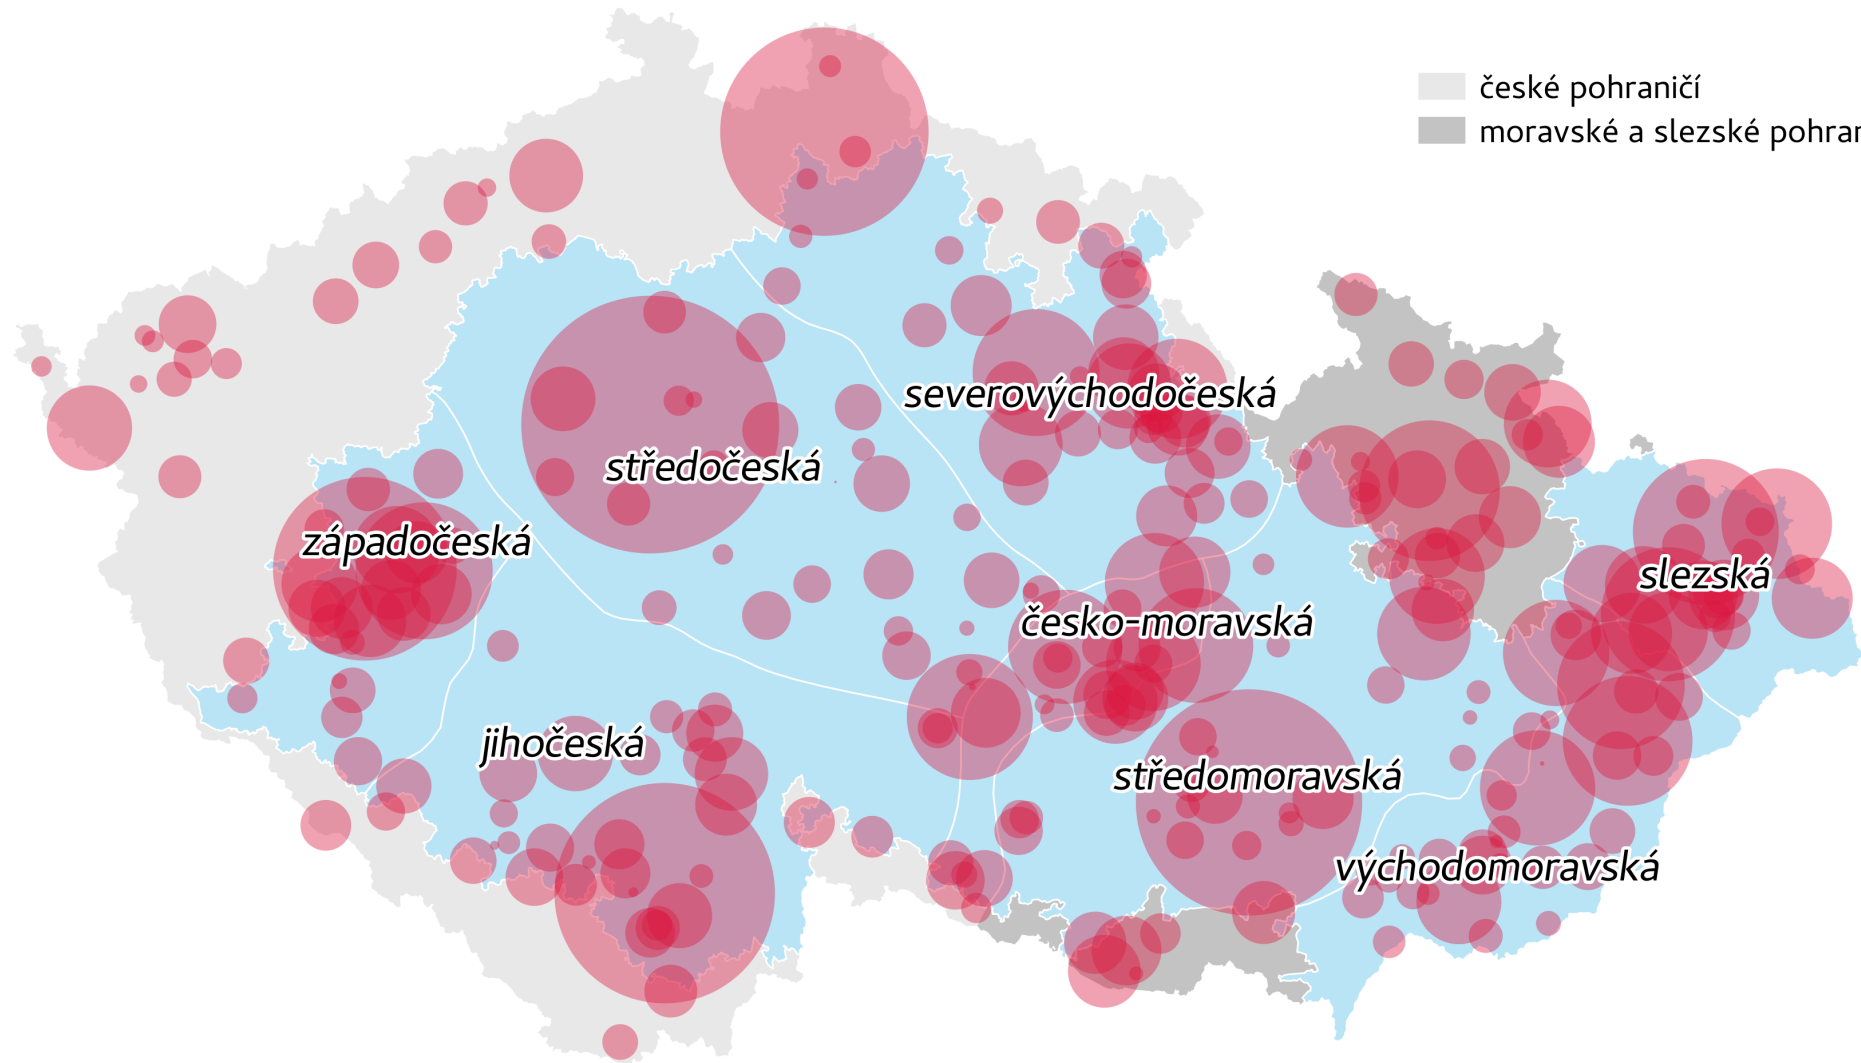 české pohraničí
moravské a slezské pohran
severovýchodočeská
středočeská
západočeská
slezská
česko-moravská
jihočeská
středomoravská
východomoravská